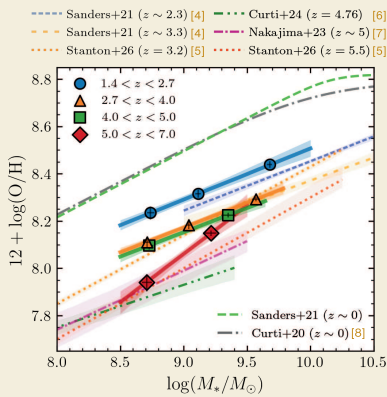 Sanders+21 (z ∼ 2.3) [4]
Sanders+21 (z ∼ 3.3) [4]
Stanton+26 (z = 3.2) [5]
Curti+24 (z = 4.76) [6]
Nakajima+23 (z ∼ 5) [7]
Stanton+26 (z = 5.5) [5]
1.4 < z < 2.7
2.7 < z < 4.0
4.0 < z < 5.0
5.0 < z < 7.0
8.8
8.6
8.4
8.2
8.0
7.8
12 + log(O/H)
Sanders+21 (z ∼ 0)
Curti+20 (z ∼ 0) [8]
8.0 8.5 9.0 9.5 10.0 10.5
log(M*/M⊙)